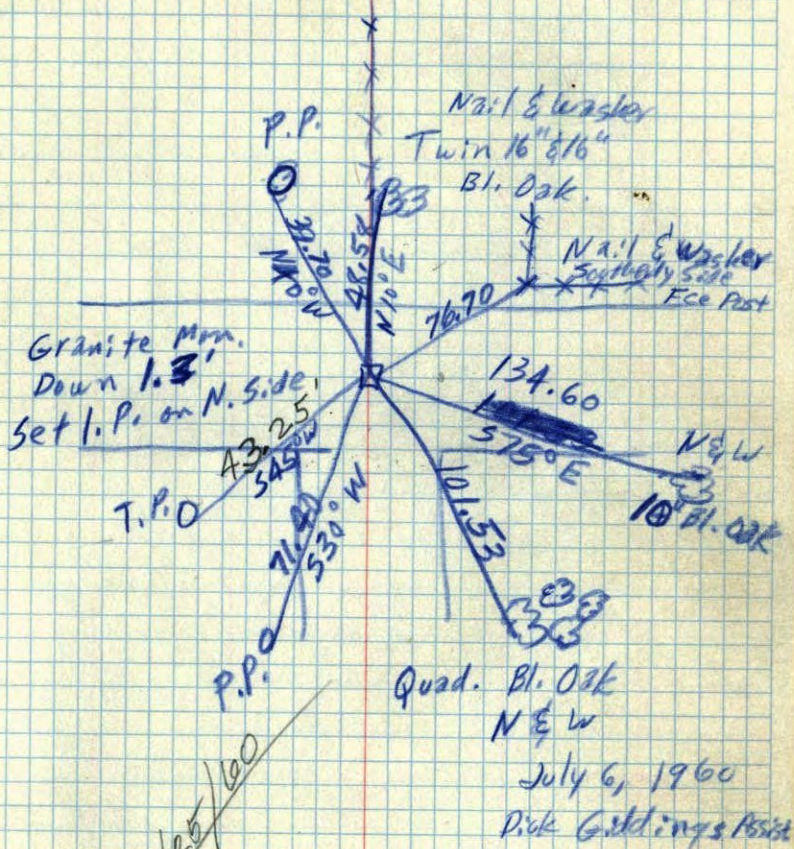 Nail & Washer
Twin 16" & 16"
Bl. Oak
P.P.
39.70
48.58
N10°E
76.70
Nail & Washer
Southerly Side
Fce Post
Granite Mon.
Down 1.3'
Set I.P. on N. Side
134.60
S75°E
N & W
10" Bl. Oak
43.25'
S45°W
T.P.
S30°W
P.P.
101.53
Quad. Bl. Oak
N & W
July 6, 1960
Dick Giddings Assist